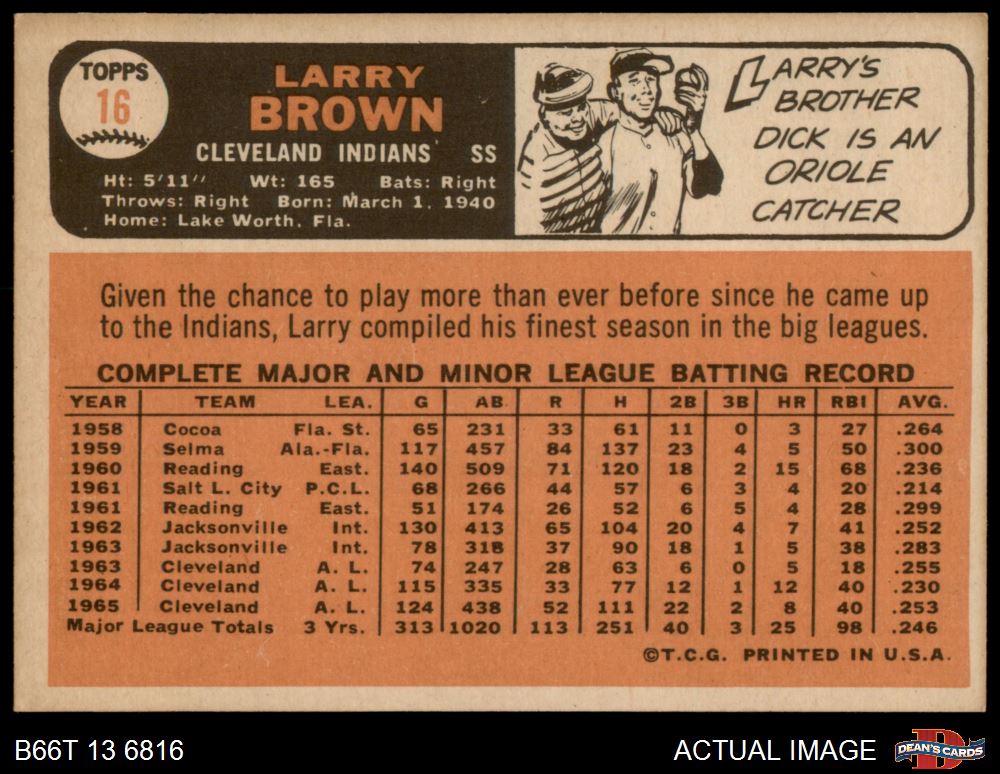 TOPPS
16
LARRY
BROWN
CLEVELAND INDIANS SS
Ht: 5'11" Wt: 165 Bats: Right
Throws: Right Born: March 1, 1940
Home: Lake Worth, Fla.
LARRY'S
BROTHER
DICK IS AN
ORIOLE
CATCHER
Given the chance to play more than ever before since he came up
to the Indians, Larry compiled his finest season in the big leagues.
COMPLETE MAJOR AND MINOR LEAGUE BATTING RECORD
YEAR TEAM LEA. G AB R H 2B 3B HR RBI AVG.
1958 Cocoa Fla. St. 65 231 33 61 11 0 3 27 .264
1959 Selma Ala.-Fla. 117 457 84 137 23 4 5 50 .300
1960 Reading East. 140 509 71 120 18 2 15 68 .236
1961 Salt L. City P.C.L. 68 266 44 57 6 3 4 20 .214
1961 Reading East. 51 174 26 52 6 5 4 28 .299
1962 Jacksonville Int. 130 413 65 104 20 4 7 41 .252
1963 Jacksonville Int. 78 318 37 90 18 1 5 38 .283
1963 Cleveland A. L. 74 247 28 63 6 0 5 18 .255
1964 Cleveland A. L. 115 335 33 77 12 1 12 40 .230
1965 Cleveland A. L. 124 438 52 111 22 2 8 40 .253
Major League Totals 3 Yrs. 313 1020 113 251 40 3 25 98 .246
©T.C.G. PRINTED IN U.S.A.
B66T 13 6816
ACTUAL IMAGE
D
DEAN'S CARDS